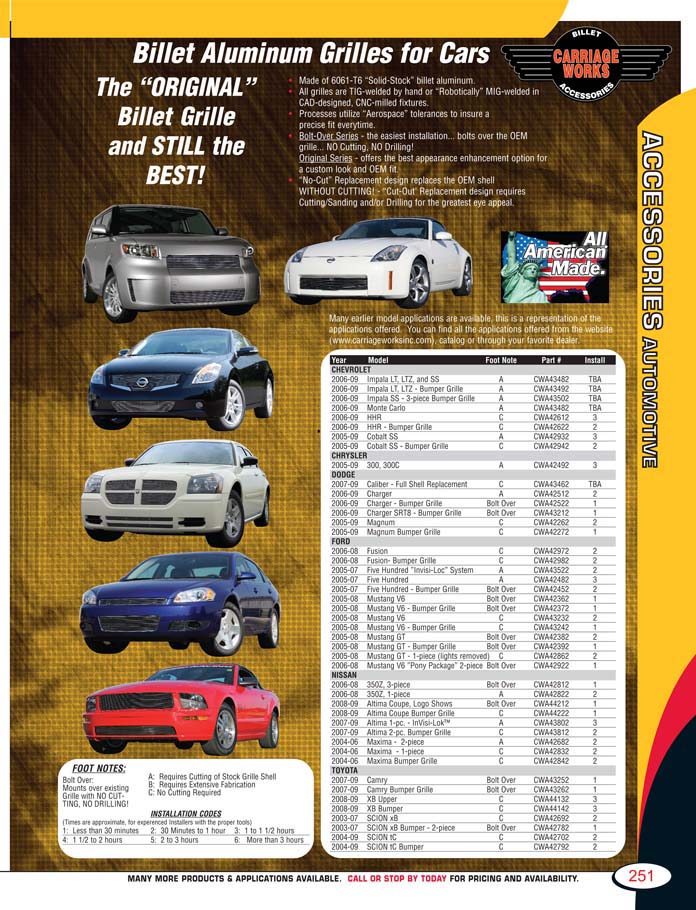 BILLET
CARRIAGE
WORKS
ACCESSORIES
Billet Aluminum Grilles for Cars
The “ORIGINAL”
Billet Grille
and STILL the
BEST!
• Made of 6061-T6 “Solid-Stock” billet aluminum.
• All grilles are TIG-welded by hand or “Robotically” MIG-welded in
CAD-designed, CNC-milled fixtures.
• Processes utilize “Aerospace” tolerances to insure a
precise fit everytime.
• Bolt-Over Series - the easiest installation... bolts over the OEM
grille... NO Cutting, NO Drilling!
Original Series - offers the best appearance enhancement option for
a custom look and OEM fit.
• “No-Cut” Replacement design replaces the OEM shell
WITHOUT CUTTING! - “Cut-Out’ Replacement design requires
Cutting/Sanding and/or Drilling for the greatest eye appeal.
All
American
Made.
ACCESSORIES AUTOMOTIVE
Many earlier model applications are available, this is a representation of the
applications offered. You can find all the applications offered from the website
(www.carriageworksinc.com), catalog or through your favorite dealer.
Year Model Foot Note Part # Install
CHEVROLET
2006-09 Impala LT, LTZ, and SS A CWA43482 TBA
2006-09 Impala LT, LTZ - Bumper Grille A CWA43492 TBA
2006-09 Impala SS - 3-piece Bumper Grille A CWA43502 TBA
2006-09 Monte Carlo A CWA43482 TBA
2006-09 HHR C CWA42612 3
2006-09 HHR - Bumper Grille C CWA42622 2
2005-09 Cobalt SS A CWA42932 3
2005-09 Cobalt SS - Bumper Grille C CWA42942 2
CHRYSLER
2005-09 300, 300C A CWA42492 3
DODGE
2007-09 Caliber - Full Shell Replacement C CWA43462 TBA
2006-09 Charger A CWA42512 2
2006-09 Charger - Bumper Grille Bolt Over CWA42522 1
2006-09 Charger SRT8 - Bumper Grille Bolt Over CWA43212 1
2005-09 Magnum C CWA42262 2
2005-09 Magnum Bumper Grille C CWA42272 1
FORD
2006-08 Fusion C CWA42972 2
2006-08 Fusion- Bumper Grille C CWA42982 2
2005-07 Five Hundred "Invisi-Loc" System A CWA43522 2
2005-07 Five Hundred A CWA42482 3
2005-07 Five Hundred - Bumper Grille Bolt Over CWA42452 2
2005-08 Mustang V6 Bolt Over CWA42362 1
2005-08 Mustang V6 - Bumper Grille Bolt Over CWA42372 1
2005-08 Mustang V6 C CWA43232 2
2005-08 Mustang V6 - Bumper Grille C CWA43242 1
2005-08 Mustang GT Bolt Over CWA42382 2
2005-08 Mustang GT - Bumper Grille Bolt Over CWA42392 1
2005-08 Mustang GT - 1-piece (lights removed) C CWA42862 2
2006-08 Mustang V6 "Pony Package" 2-piece Bolt Over CWA42922 1
NISSAN
2006-08 350Z, 3-piece Bolt Over CWA42812 1
2006-08 350Z, 1-piece A CWA42822 2
2008-09 Altima Coupe, Logo Shows Bolt Over CWA44212 1
2008-09 Altima Coupe Bumper Grille C CWA44222 1
2007-09 Altima 1-pc. - InVisi-Lok™ A CWA43802 3
2007-09 Altima 2-pc. Bumper Grille C CWA43812 2
2004-06 Maxima - 2-piece A CWA42682 2
2004-06 Maxima - 1-piece C CWA42832 2
2004-06 Maxima Bumper Grille C CWA42842 2
TOYOTA
2007-09 Camry Bolt Over CWA43252 1
2007-09 Camry Bumper Grille Bolt Over CWA43262 1
2008-09 XB Upper C CWA44132 3
2008-09 XB Bumper C CWA44142 3
2003-07 SCION xB C CWA42692 2
2003-07 SCION xB Bumper - 2-piece Bolt Over CWA42782 1
2004-09 SCION tC C CWA42702 2
2004-09 SCION tC Bumper C CWA42792 2
FOOT NOTES:
Bolt Over:
Mounts over existing
Grille with NO CUT-
TING, NO DRILLING!
A: Requires Cutting of Stock Grille Shell
B: Requires Extensive Fabrication
C: No Cutting Required
INSTALLATION CODES
(Times are approximate, for experienced Installers with the proper tools)
1: Less than 30 minutes 2: 30 Minutes to 1 hour 3: 1 to 1 1/2 hours
4: 1 1/2 to 2 hours 5: 2 to 3 hours 6: More than 3 hours
MANY MORE PRODUCTS & APPLICATIONS AVAILABLE. CALL OR STOP BY TODAY FOR PRICING AND AVAILABILITY.
251